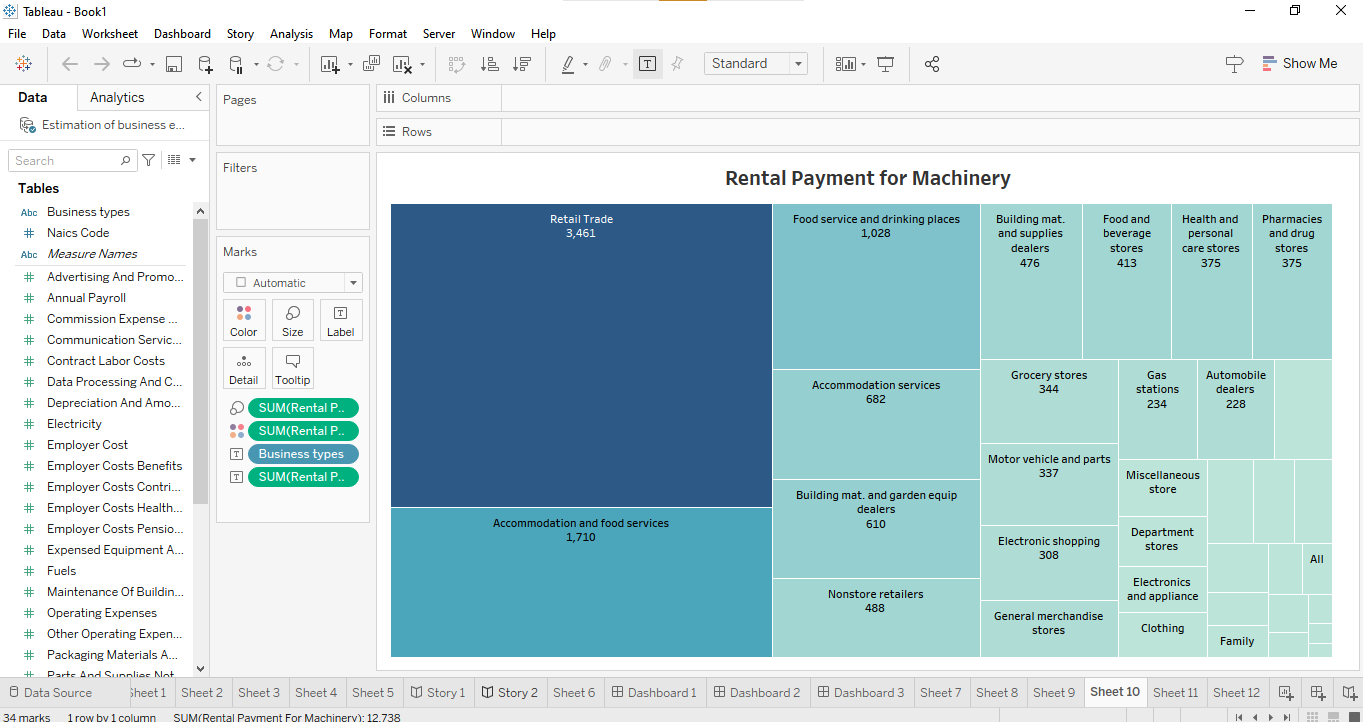 Tableau - Book1
File Data Worksheet Dashboard Story Analysis Map Format Server Window Help
Standard
Show Me
Data Analytics
Estimation of business e...
Search
Tables
Abc Business types
# Naics Code
Abc Measure Names
# Advertising And Promo...
# Annual Payroll
# Commission Expense ...
# Communication Servic...
# Contract Labor Costs
# Data Processing And C...
# Depreciation And Amo...
# Electricity
# Employer Cost
# Employer Costs Benefits
# Employer Costs Contri...
# Employer Costs Health...
# Employer Costs Pensio...
# Expensed Equipment A...
# Fuels
# Maintenance Of Buildin...
# Operating Expenses
# Other Operating Expen...
# Packaging Materials A...
# Parts And Supplies Not
Pages
Filters
Marks
Automatic
Color Size Label
Detail Tooltip
SUM(Rental P..
SUM(Rental P..
Business types
SUM(Rental P..
Columns
Rows
Rental Payment for Machinery
Retail Trade
3,461
Accommodation and food services
1,710
Food service and drinking places
1,028
Accommodation services
682
Building mat. and garden equip
dealers
610
Nonstore retailers
488
Building mat.
and supplies
dealers
476
Food and
beverage
stores
413
Health and
personal
care stores
375
Pharmacies
and drug
stores
375
Grocery stores
344
Motor vehicle and parts
337
Electronic shopping
308
General merchandise
stores
Gas
stations
234
Automobile
dealers
228
Miscellaneous
store
Department
stores
Electronics
and appliance
Clothing
Family
All
Data Source Sheet 1 Sheet 2 Sheet 3 Sheet 4 Sheet 5 Story 1 Story 2 Sheet 6 Dashboard 1 Dashboard 2 Dashboard 3 Sheet 7 Sheet 8 Sheet 9 Sheet 10 Sheet 11 Sheet 12
34 marks 1 row by 1 column SUM(Rental Payment For Machinery): 12,738